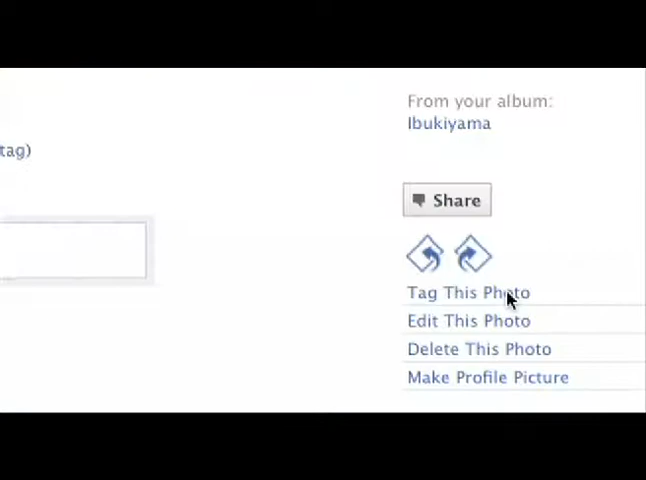 From your album:
Ibukiyama
tag)
Share
Tag This Photo
Edit This Photo
Delete This Photo
Make Profile Picture